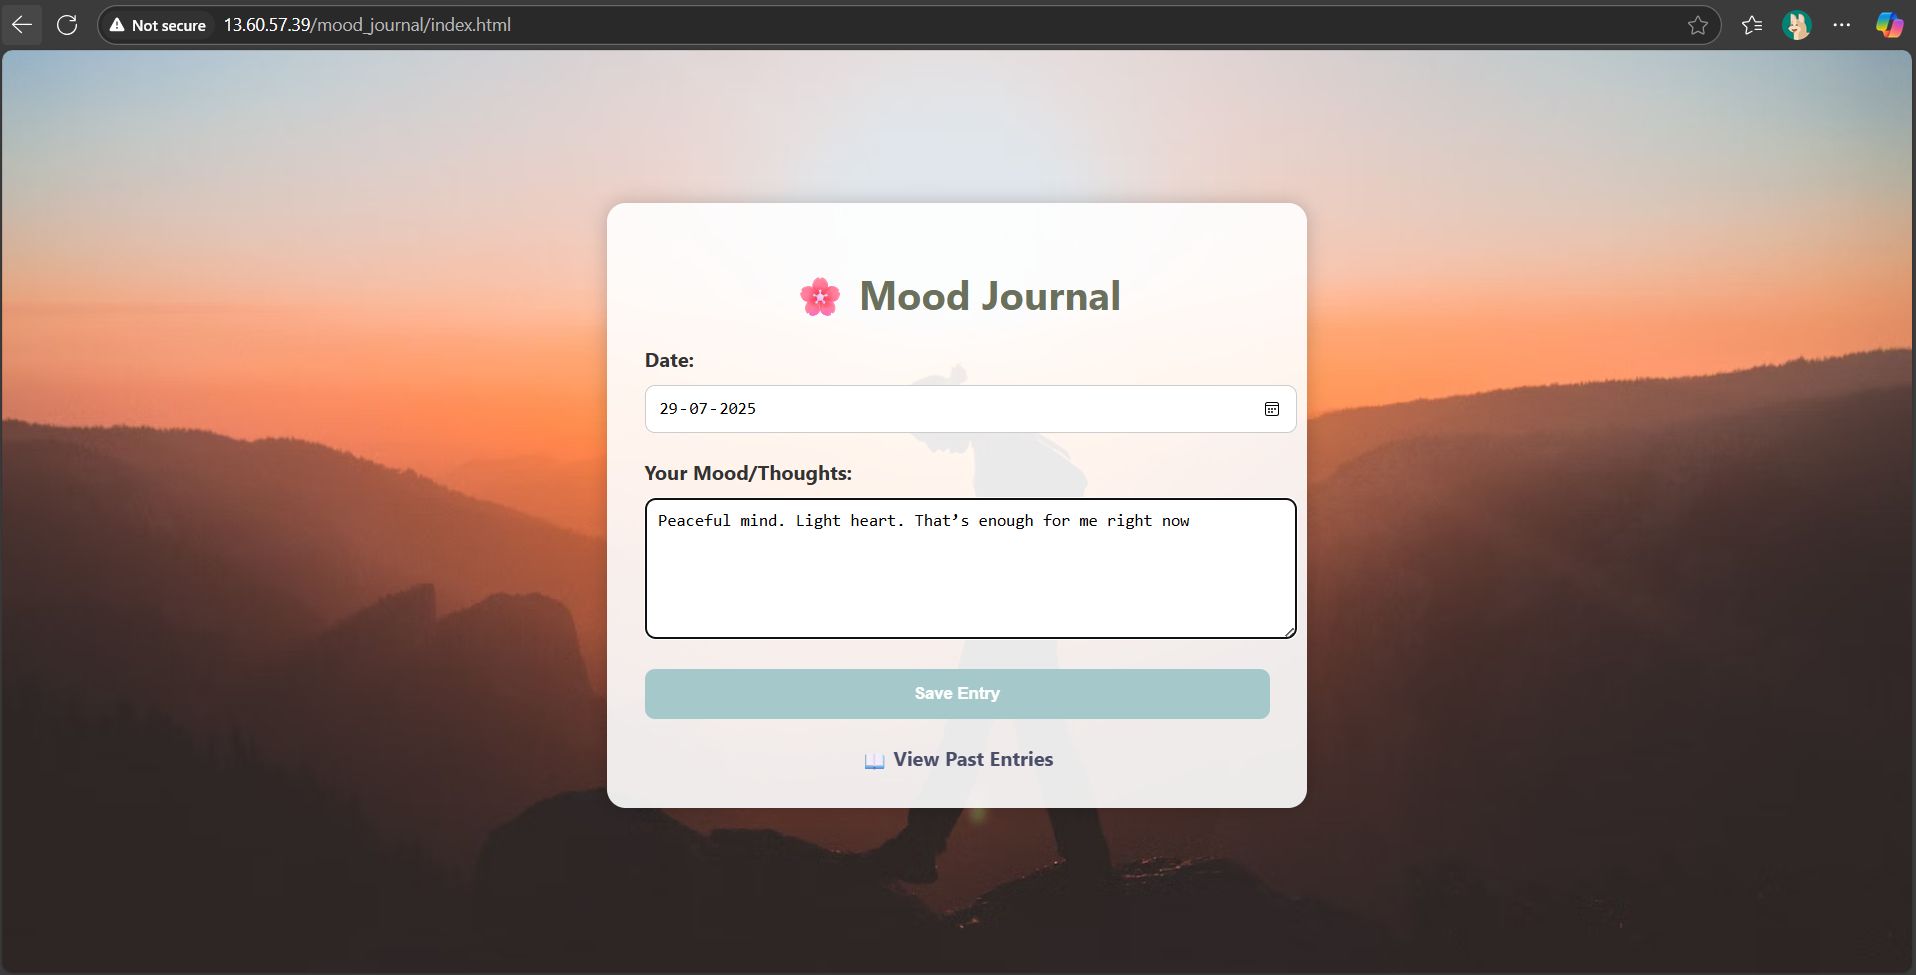 Not secure 13.60.57.39/mood_journal/index.html
🌸 Mood Journal
Date:
29-07-2025
Your Mood/Thoughts:
Peaceful mind. Light heart. That’s enough for me right now
Save Entry
📖 View Past Entries